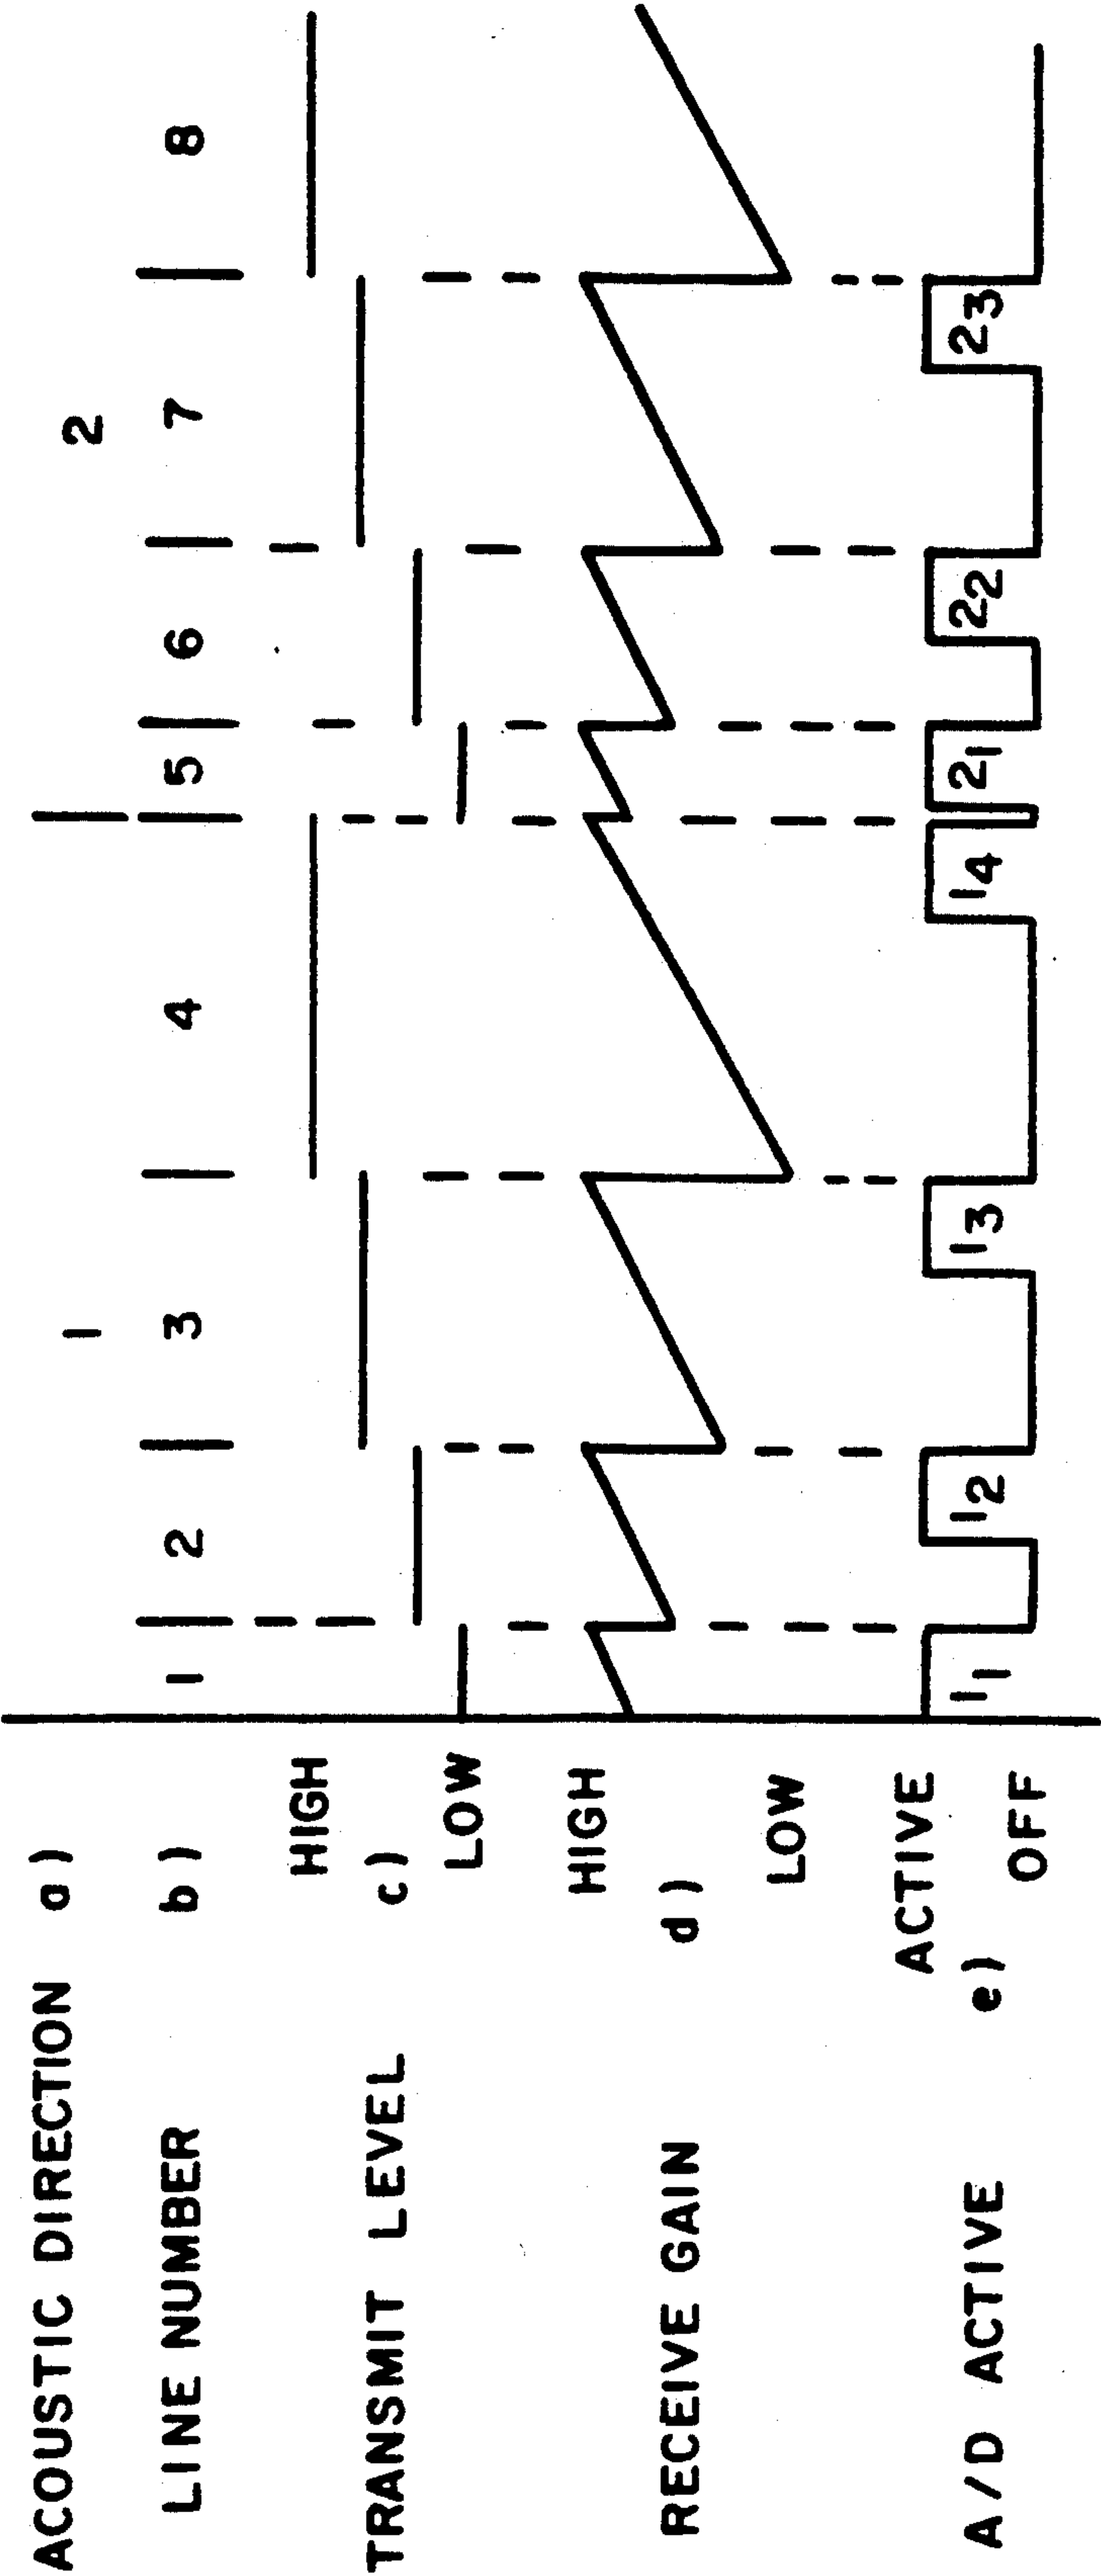 ACOUSTIC DIRECTION a) 1 2
LINE NUMBER b) 1 2 3 4 5 6 7 8
HIGH
TRANSMIT LEVEL c)
LOW
HIGH
RECEIVE GAIN d)
LOW
ACTIVE
A/D ACTIVE e) 1₁ 1₂ 1₃ 1₄ 2₁ 2₂ 2₃
OFF